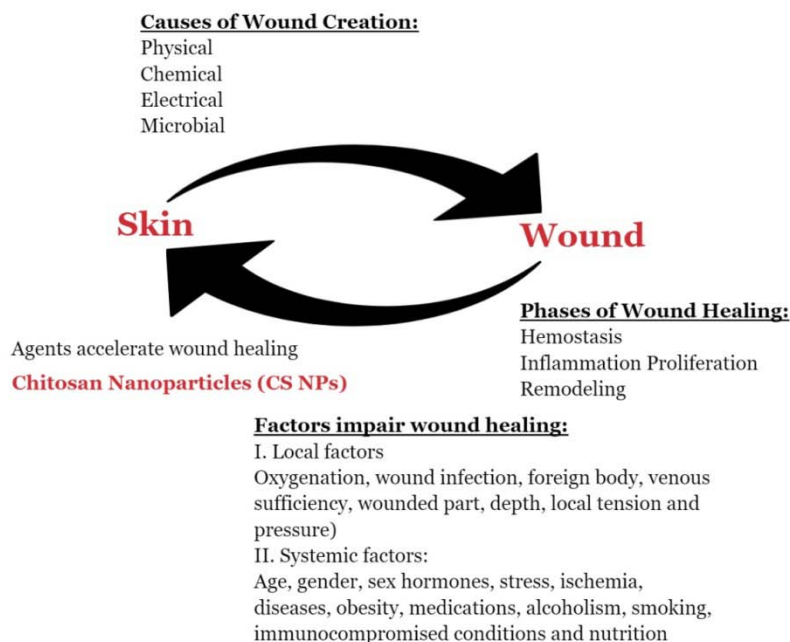 Causes of Wound Creation:
Physical
Chemical
Electrical
Microbial
Skin
Wound
Phases of Wound Healing:
Hemostasis
Inflammation Proliferation
Remodeling
Agents accelerate wound healing
Chitosan Nanoparticles (CS NPs)
Factors impair wound healing:
I. Local factors
Oxygenation, wound infection, foreign body, venous
sufficiency, wounded part, depth, local tension and
pressure)
II. Systemic factors:
Age, gender, sex hormones, stress, ischemia,
diseases, obesity, medications, alcoholism, smoking,
immunocompromised conditions and nutrition